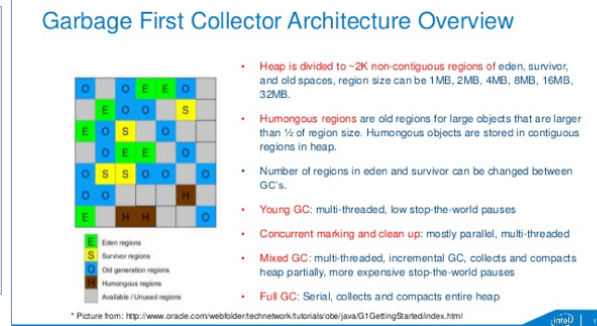 Garbage First Collector Architecture Overview
• Heap is divided to ~2K non-contiguous regions of eden, survivor,
and old spaces, region size can be 1MB, 2MB, 4MB, 8MB, 16MB,
32MB.
• Humongous regions are old regions for large objects that are larger
than ½ of region size. Humongous objects are stored in contiguous
regions in heap.
• Number of regions in eden and survivor can be changed between
GC's.
• Young GC: multi-threaded, low stop-the-world pauses
• Concurrent marking and clean up: mostly parallel, multi-threaded
• Mixed GC: multi-threaded, incremental GC, collects and compacts
heap partially, more expensive stop-the-world pauses
• Full GC: Serial, collects and compacts entire heap
O O E E O
E O O S
E O S O
O E E O
O S S O O O
O O H
E H H O
E Eden regions
S Survivor regions
O Old generation regions
H Humongous regions
Available / Unused regions
* Picture from: http://www.oracle.com/webfolder/technetwork/tutorials/obe/java/G1GettingStarted/index.html
intel